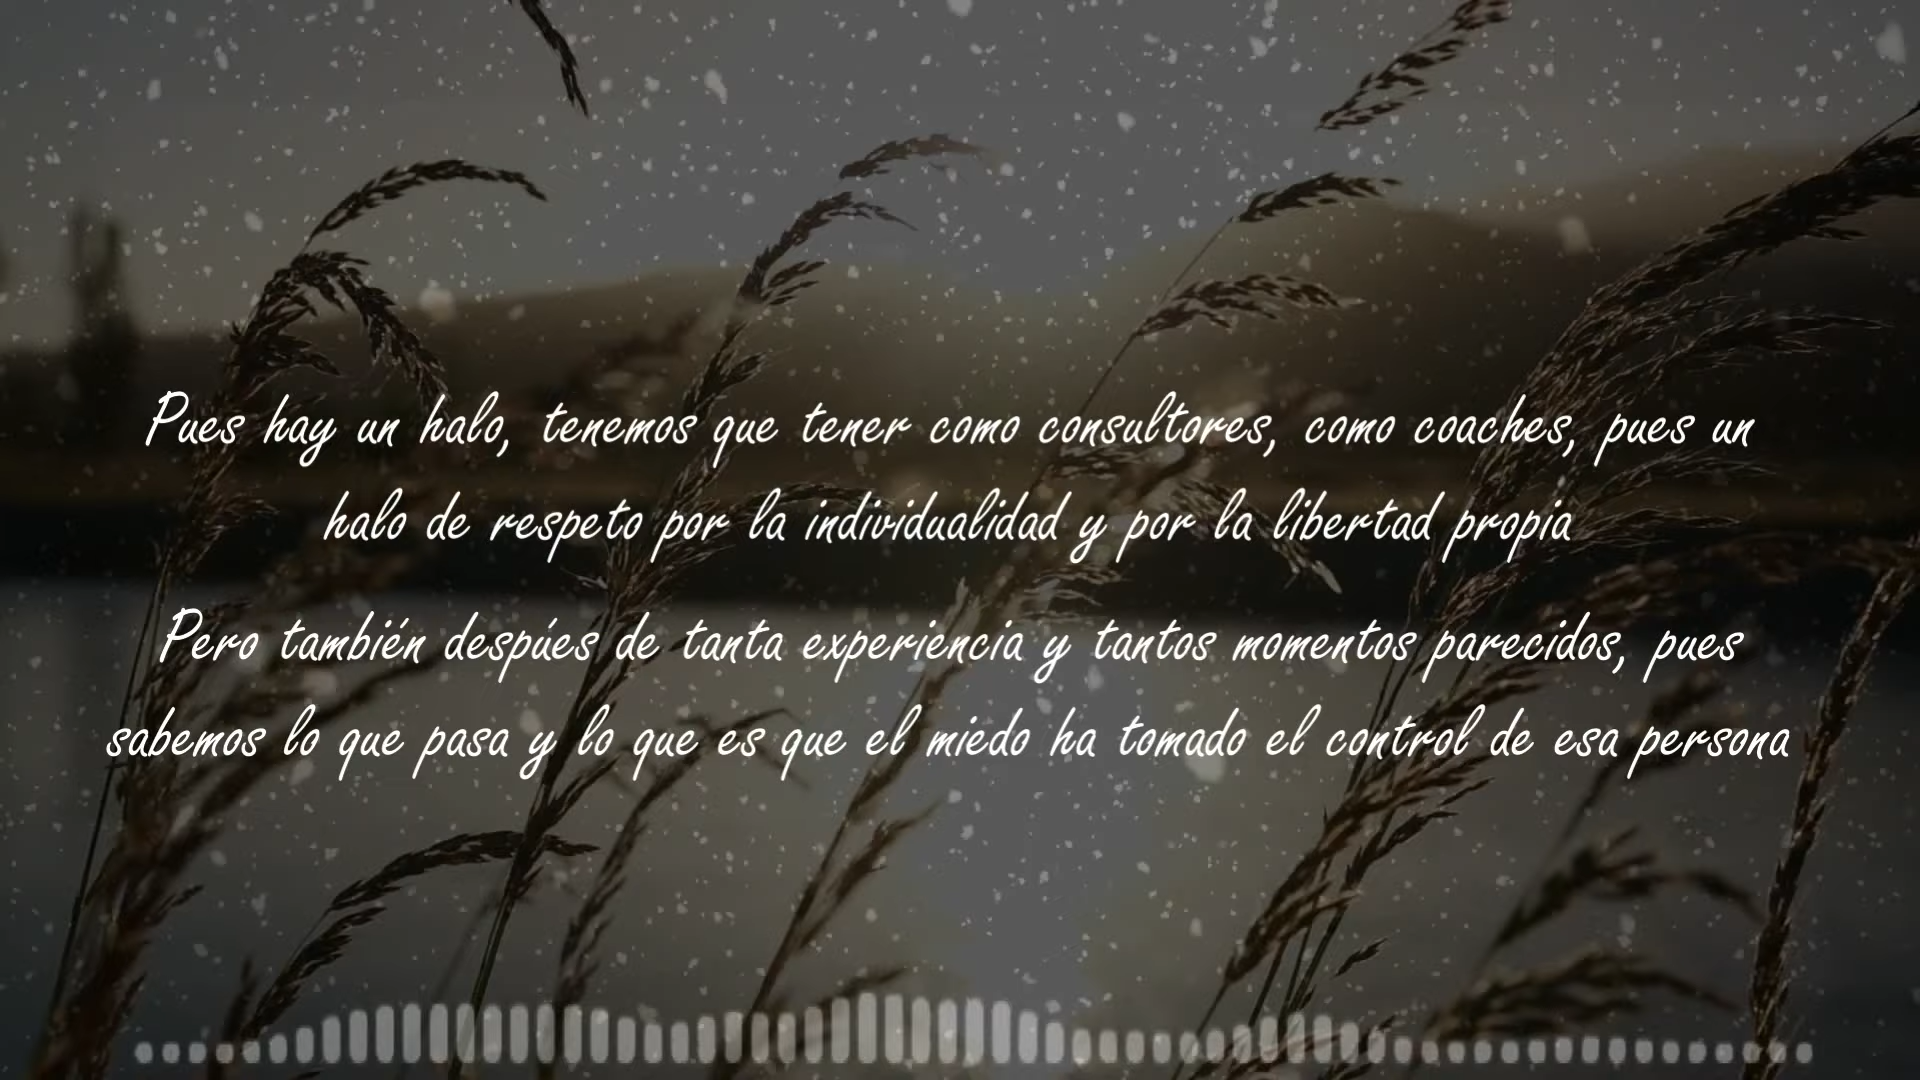 Pues hay un halo, tenemos que tener como consultores, como coaches, pues un
halo de respeto por la individualidad y por la libertad propia
Pero también despúes de tanta experiencia y tantos momentos parecidos, pues
sabemos lo que pasa y lo que es que el miedo ha tomado el control de esa persona